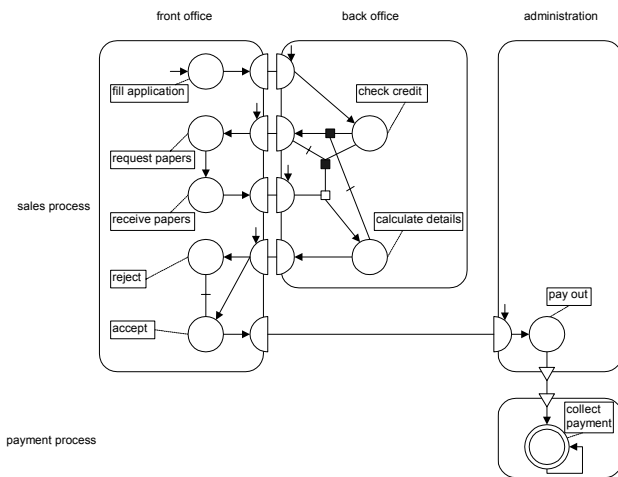 front office
back office
administration
fill application
check credit
request papers
sales process
receive papers
calculate details
reject
pay out
accept
collect
payment
payment process